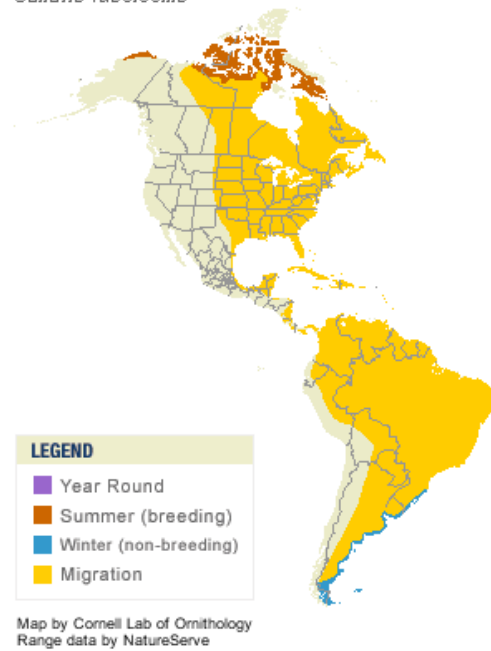 LEGEND
Year Round
Summer (breeding)
Winter (non-breeding)
Migration
Map by Cornell Lab of Ornithology
Range data by NatureServe